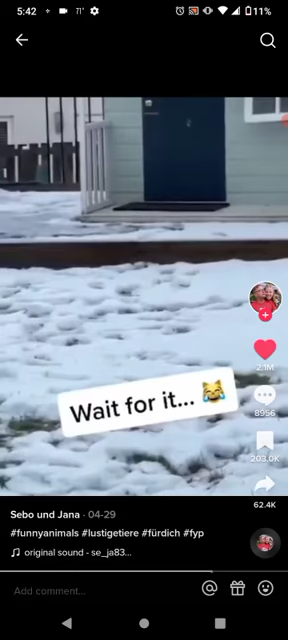 5:42
71°
11%
Wait for it... 😹
2.1M
8956
203.0K
62.4K
Sebo und Jana · 04-29
#funnyanimals #lustigetiere #fürdich #fyp
original sound - se_ja83...
Add comment...